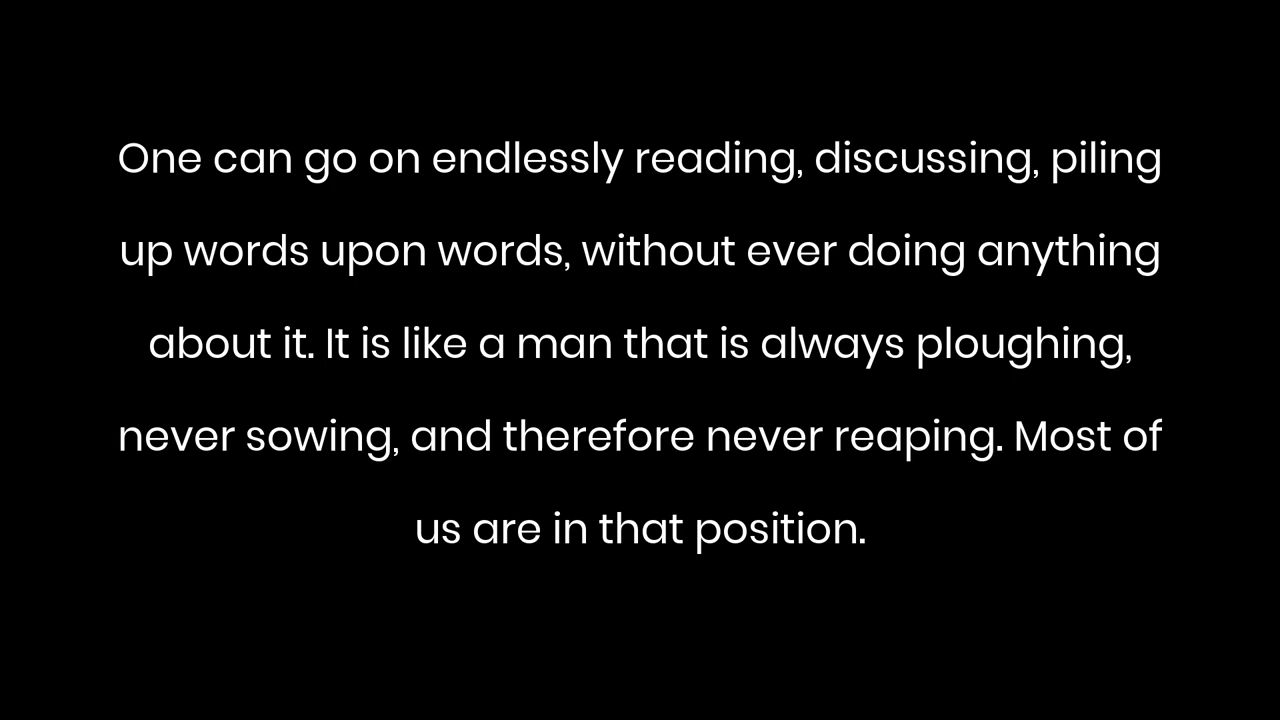 One can go on endlessly reading, discussing, piling
up words upon words, without ever doing anything
about it. It is like a man that is always ploughing,
never sowing, and therefore never reaping. Most of
us are in that position.